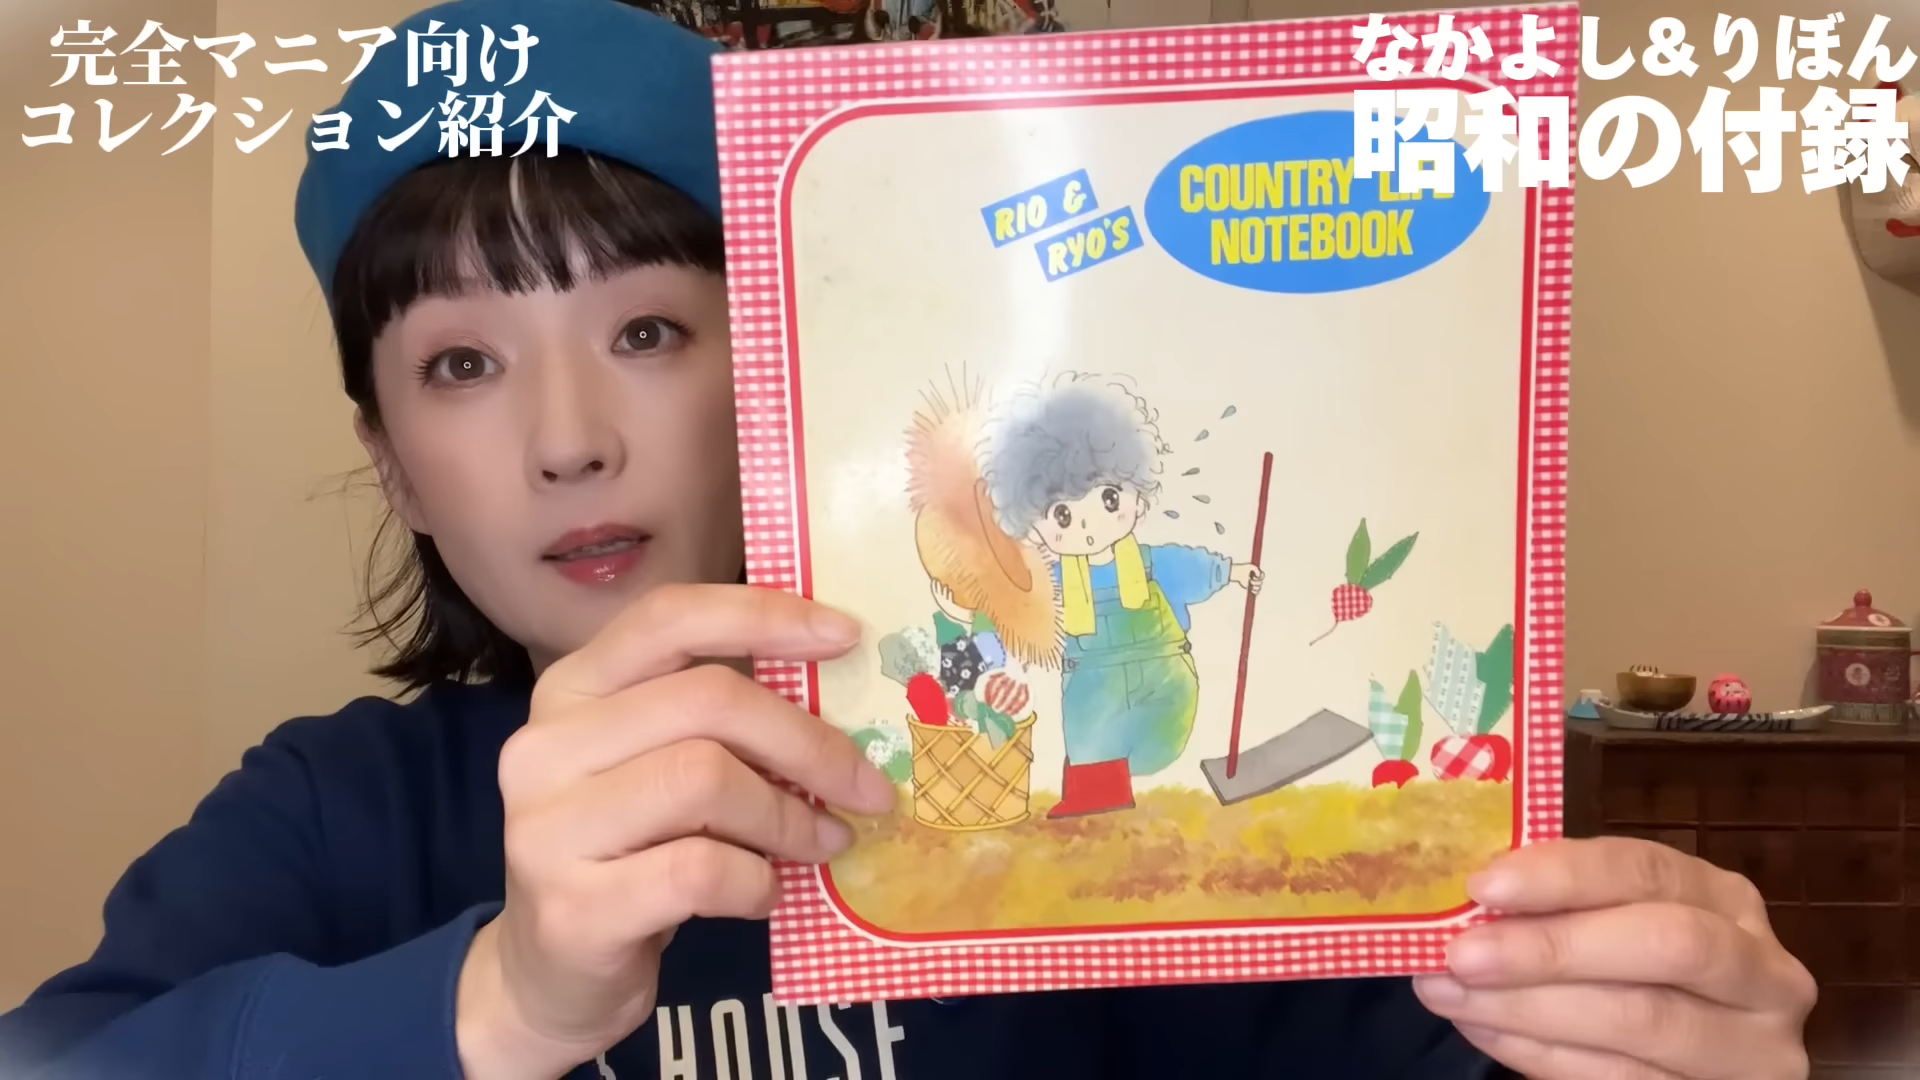 完全マニア向け
コレクション紹介
なかよし&りぼん
昭和の付録
RIO &
RYO'S
COUNTRY
NOTEBOOK
HOUSE